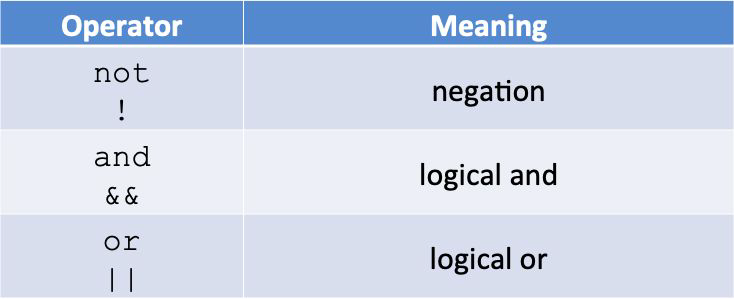 Operator Meaning
not
!
negation
and
&&
logical and
or
||
logical or